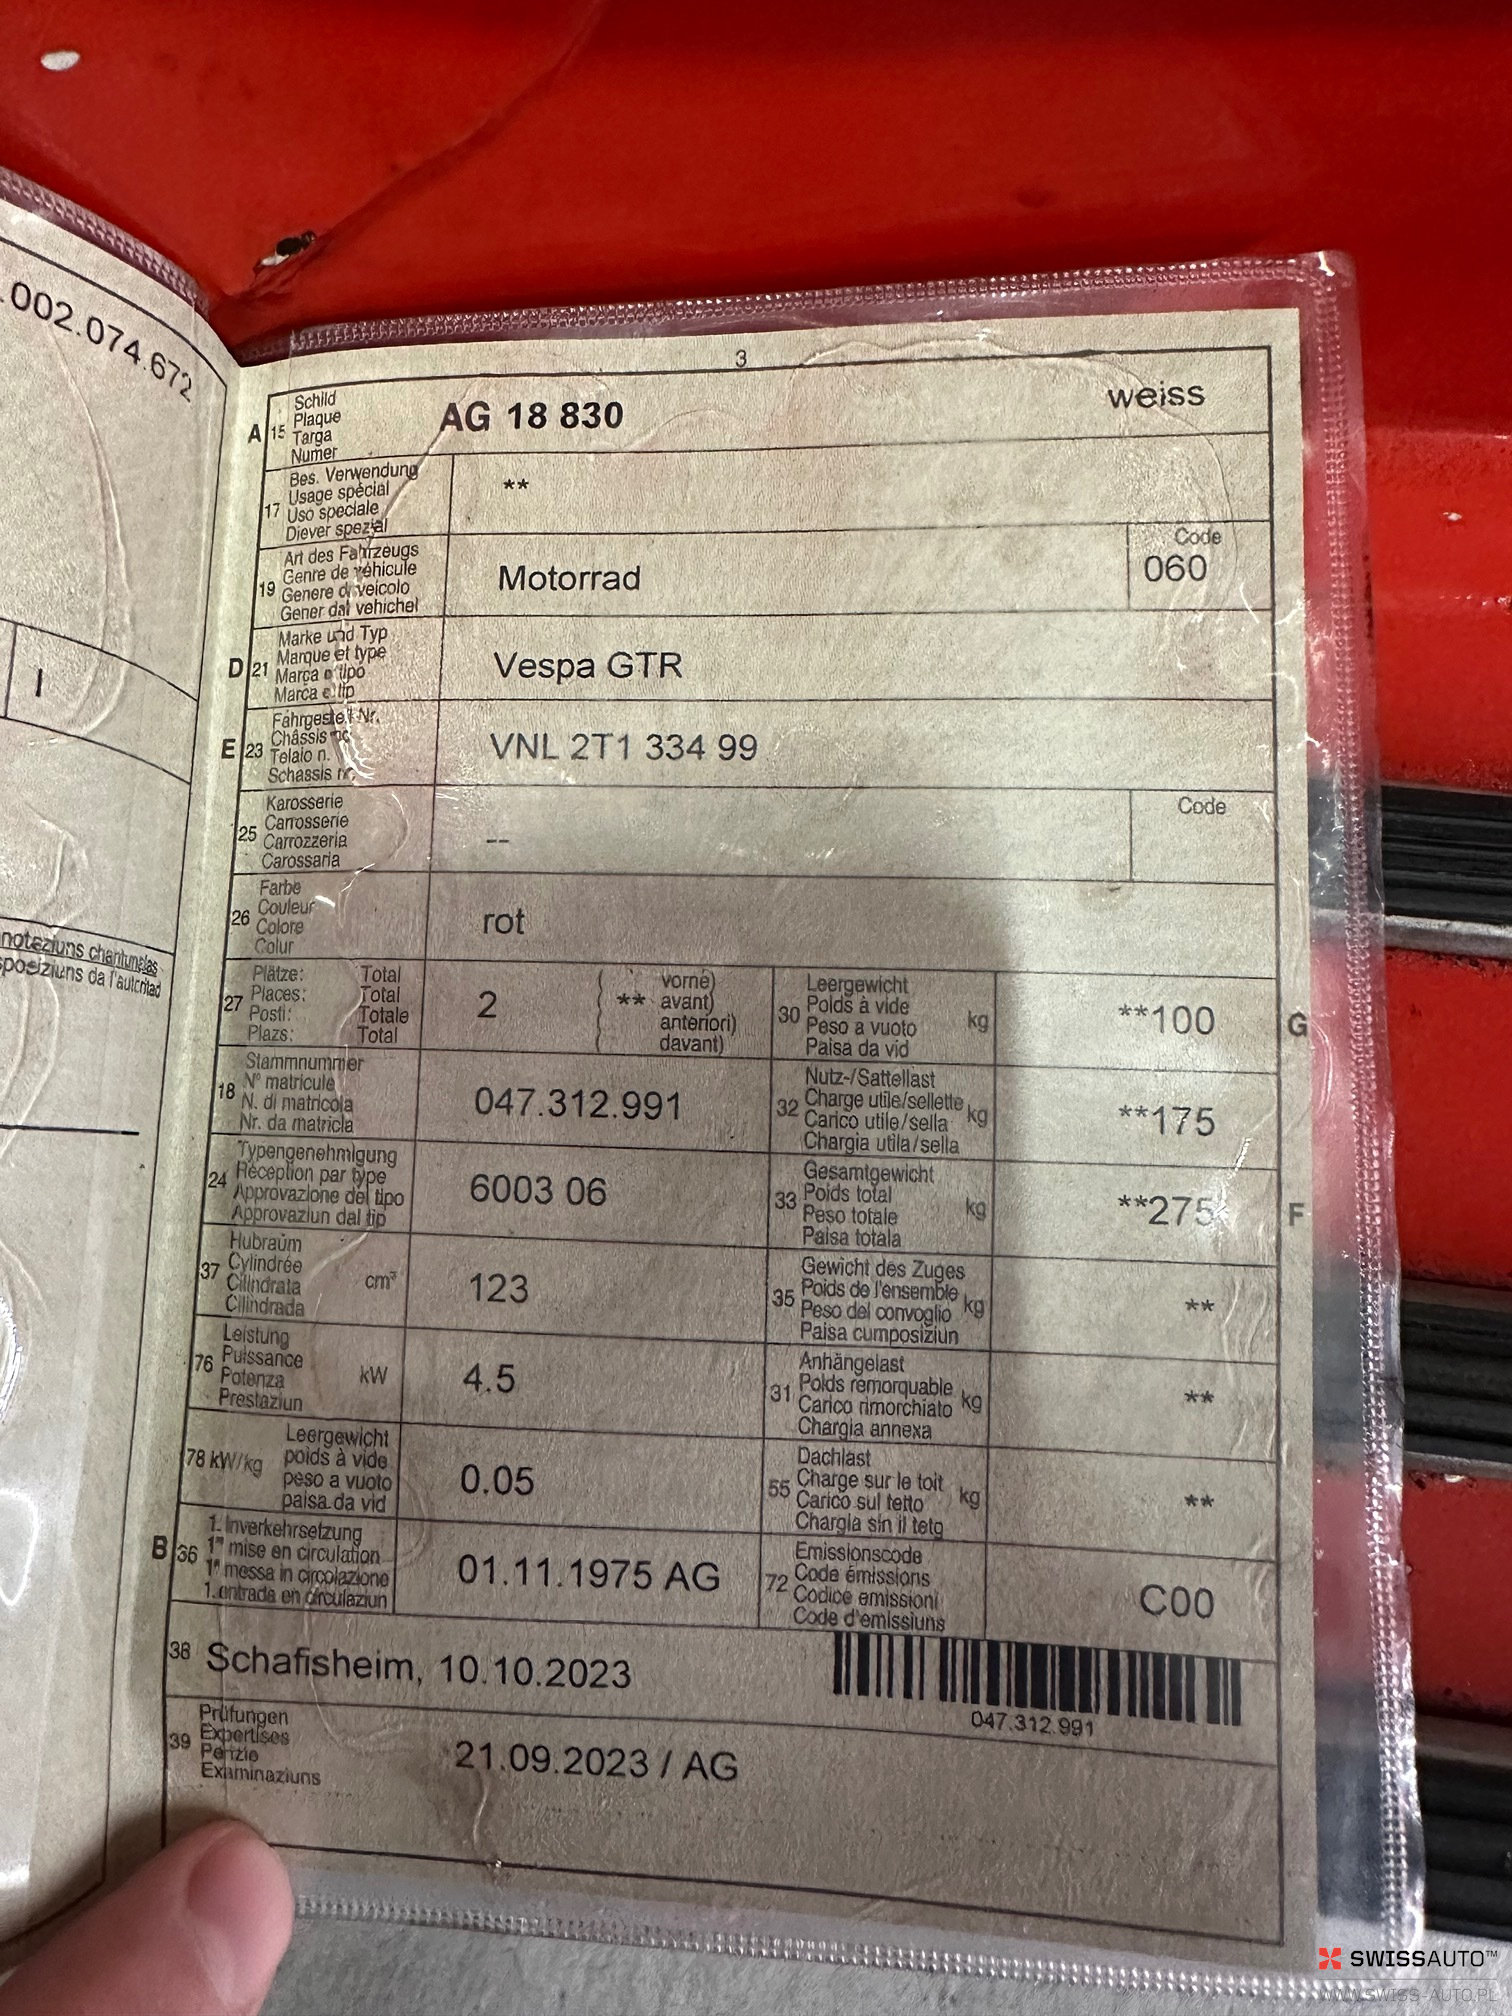 .002.074.672
I
noteziuns chantunalas
sposiziuns da l'autoritad
3
A 15 Schild
Plaque
Targa
Numer
AG 18 830
weiss
17 Bes. Verwendung
Usage spécial
Uso speciale
Diever spezial
**
19 Art des Fahrzeugs
Genre de véhicule
Genere di veicolo
Gener dal vehichel
Motorrad
Code
060
D 21 Marke und Typ
Marque et type
Marca e tipo
Marca e tip
Vespa GTR
E 23 Fahrgestell Nr.
Châssis no
Telaio n.
Schassis nr.
VNL 2T1 334 99
25 Karosserie
Carrosserie
Carrozzeria
Carossaria
--
Code
26 Farbe
Couleur
Colore
Colur
rot
27 Plätze: Total
Places: Total
Posti: Totale
Plazs: Total
2
( vorne)
( ** avant)
( anteriori)
( davant)
30 Leergewicht
Poids à vide
Peso a vuoto
Paisa da vid
kg
**100
G
18 Stammnummer
N° matricule
N. di matricola
Nr. da matricla
047.312.991
32 Nutz-/Sattellast
Charge utile/sellette
Carico utile/sella
Chargia utila/sella
kg
**175
24 Typengenehmigung
Réception par type
Approvazione del tipo
Approvaziun dal tip
6003 06
33 Gesamtgewicht
Poids total
Peso totale
Paisa totala
kg
**275
F
37 Hubraum
Cylindrée
Cilindrata
Cilindrada
cm³
123
35 Gewicht des Zuges
Poids de l'ensemble
Peso del convoglio
Paisa cumposiziun
kg
**
76 Leistung
Puissance
Potenza
Prestaziun
kW
4.5
31 Anhängelast
Poids remorquable
Carico rimorchiato
Chargia annexa
kg
**
78 kW/kg
Leergewicht
poids à vide
peso a vuoto
paisa da vid
0.05
55 Dachlast
Charge sur le toit
Carico sul tetto
Chargia sin il tetg
kg
**
B 36 1. Inverkehrsetzung
1re mise en circulation
1a messa in circolazione
1. entrada en circulaziun
01.11.1975 AG
72 Emissionscode
Code émissions
Codice emissioni
Code d'emissiuns
C00
38 Schafisheim, 10.10.2023
047.312.991
39 Prüfungen
Expertises
Perizie
Examinaziuns
21.09.2023 / AG
SWISSAUTO™
WWW.SWISS-AUTO.PL